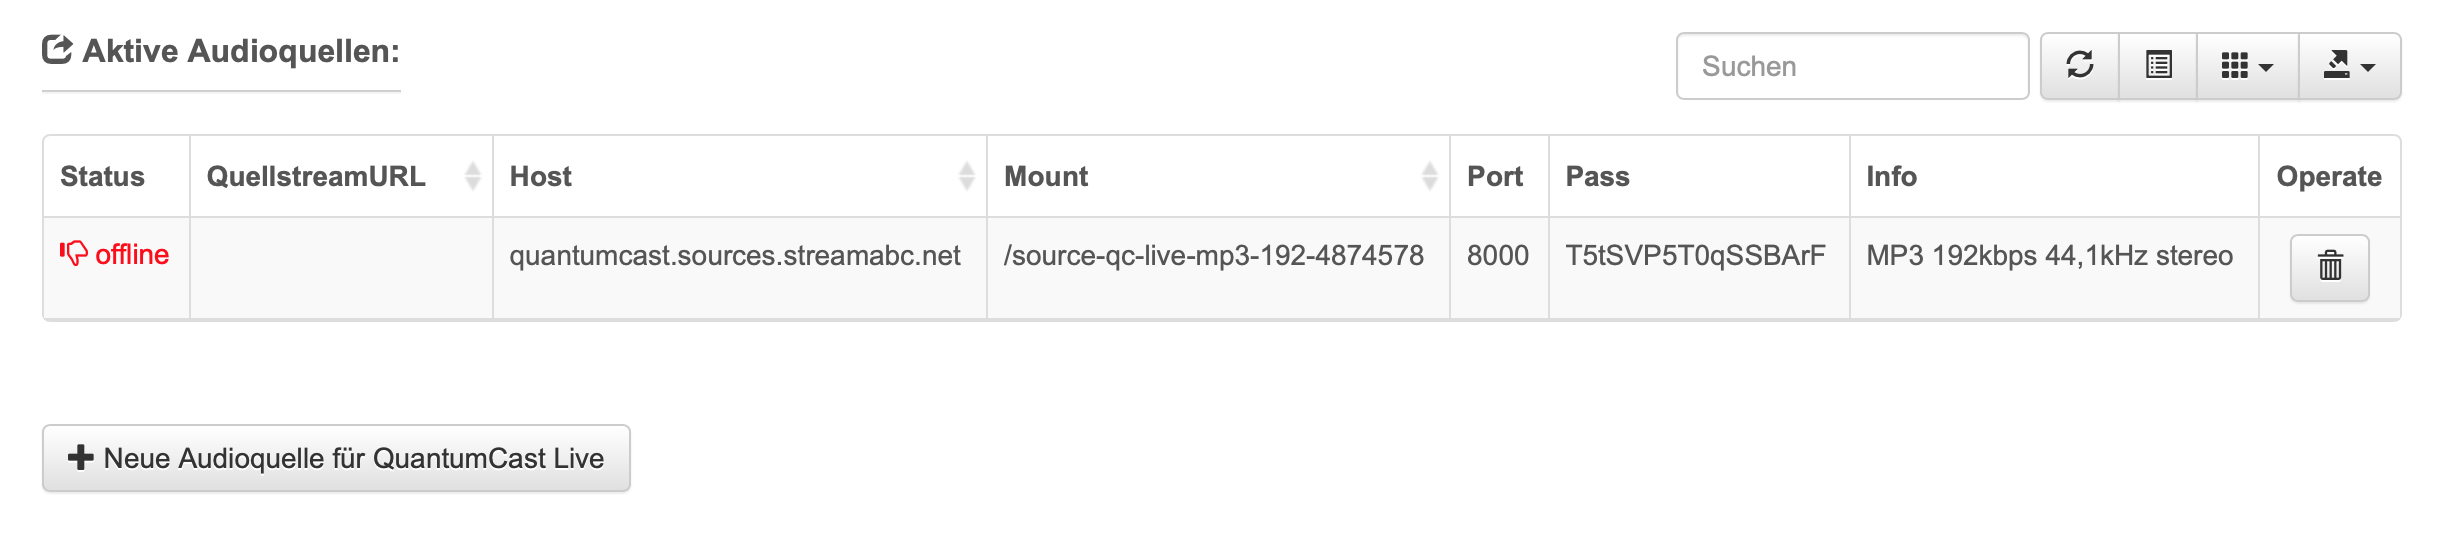 Aktive Audioquellen:
Suchen
Status QuellstreamURL Host Mount Port Pass Info Operate
offline quantumcast.sources.streamabc.net /source-qc-live-mp3-192-4874578 8000 T5tSVP5T0qSSBArF MP3 192kbps 44,1kHz stereo
Neue Audioquelle für QuantumCast Live